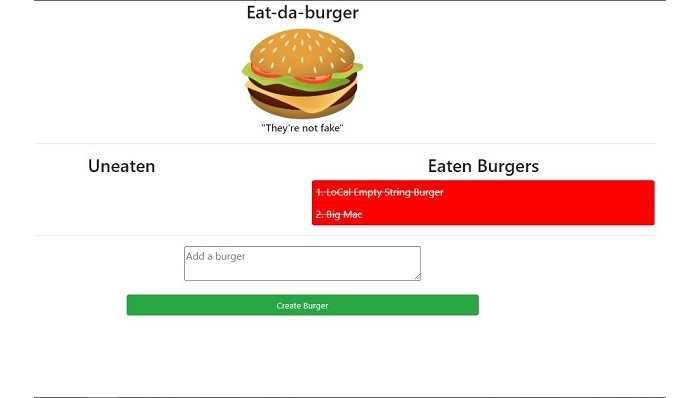 Eat-da-burger
"They're not fake"
Uneaten
Eaten Burgers
1. LoCal Empty String Burger
2. Big Mac
Add a burger
Create Burger